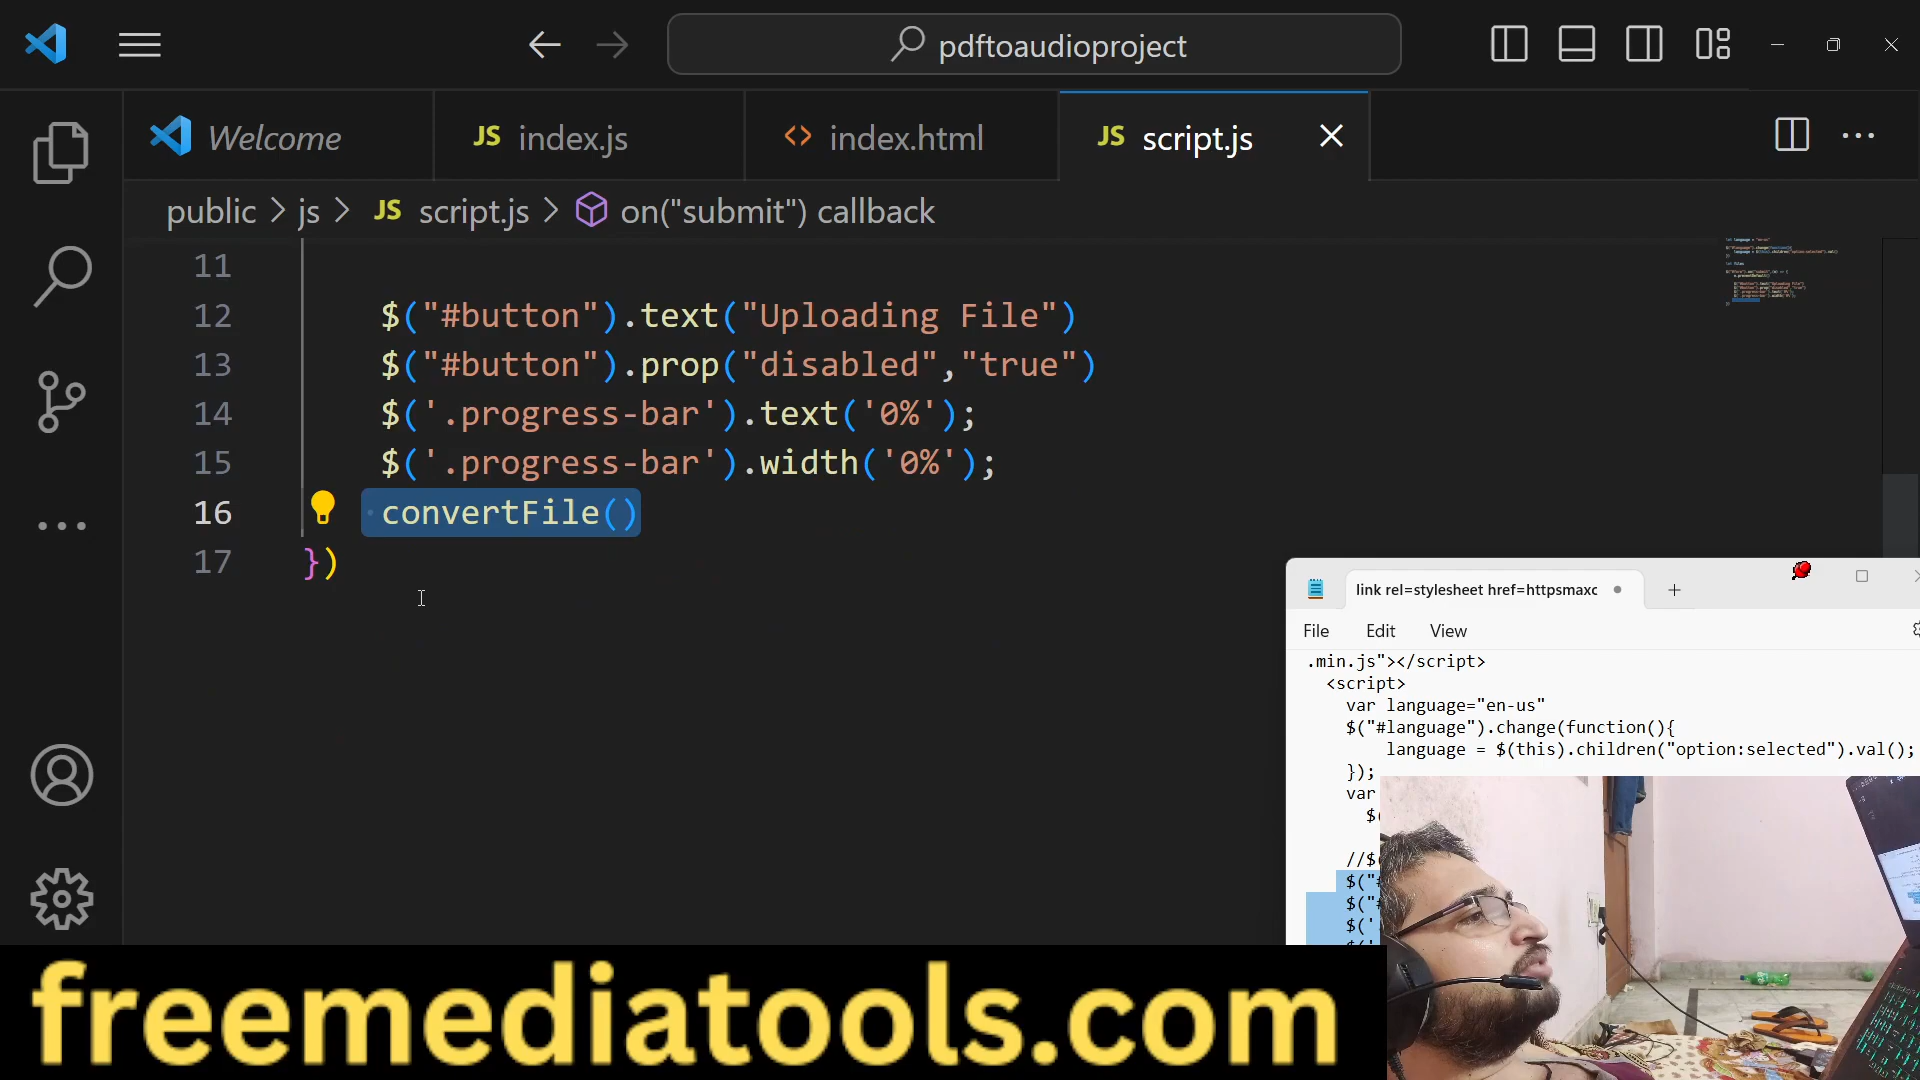 pdftoaudioproject
Welcome
JS index.js
<> index.html
JS script.js
public > js > JS script.js > on("submit") callback
11
12 $("#button").text("Uploading File")
13 $("#button").prop("disabled","true")
14 $('.progress-bar').text('0%');
15 $('.progress-bar').width('0%');
16 convertFile()
17 })
link rel=stylesheet href=httpsmaxc
File Edit View
.min.js"></script>
<script>
var language="en-us"
$("#language").change(function(){
language = $(this).children("option:selected").val();
});
var
$(
//$(
$("
$("
$('
freemediatools.com